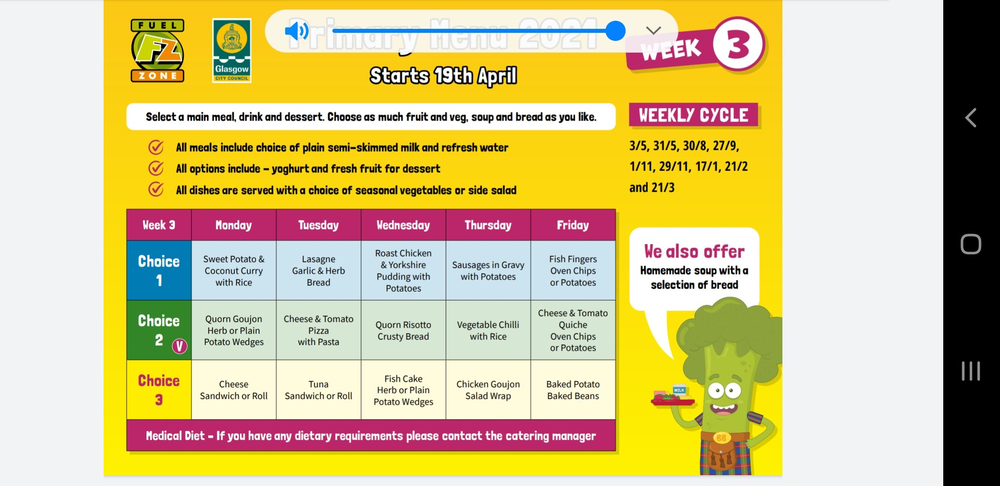 FUEL
FZ
ZONE
Glasgow
CITY COUNCIL
Primary Menu 2021
Starts 19th April
WEEK 3
Select a main meal, drink and dessert. Choose as much fruit and veg, soup and bread as you like.
All meals include choice of plain semi-skimmed milk and refresh water
All options include – yoghurt and fresh fruit for dessert
All dishes are served with a choice of seasonal vegetables or side salad
WEEKLY CYCLE
3/5, 31/5, 30/8, 27/9,
1/11, 29/11, 17/1, 21/2
and 21/3
Week 3 Monday Tuesday Wednesday Thursday Friday
Choice
1
Sweet Potato &
Coconut Curry
with Rice
Lasagne
Garlic & Herb
Bread
Roast Chicken
& Yorkshire
Pudding with
Potatoes
Sausages in Gravy
with Potatoes
Fish Fingers
Oven Chips
or Potatoes
Choice
2 V
Quorn Goujon
Herb or Plain
Potato Wedges
Cheese & Tomato
Pizza
with Pasta
Quorn Risotto
Crusty Bread
Vegetable Chilli
with Rice
Cheese & Tomato
Quiche
Oven Chips
or Potatoes
Choice
3
Cheese
Sandwich or Roll
Tuna
Sandwich or Roll
Fish Cake
Herb or Plain
Potato Wedges
Chicken Goujon
Salad Wrap
Baked Potato
Baked Beans
Medical Diet – If you have any dietary requirements please contact the catering manager
We also offer
Homemade soup with a
selection of bread
MILK
BB